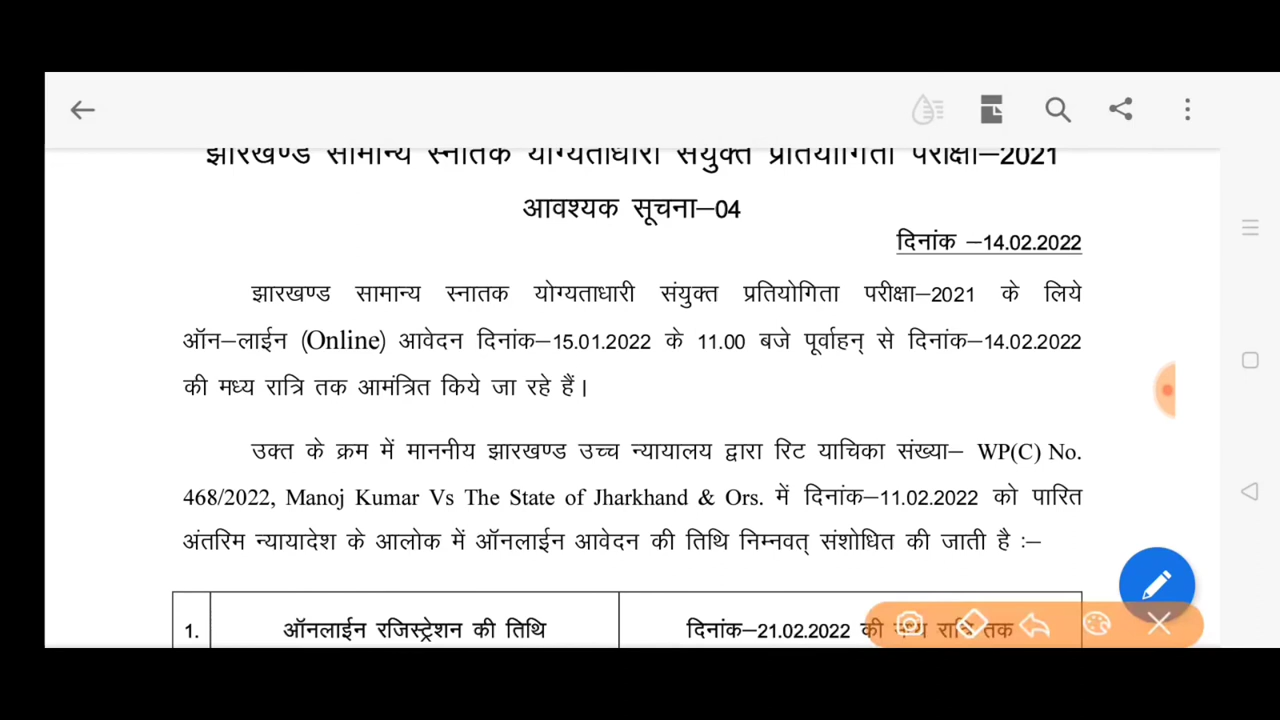 झारखण्ड सामान्य स्नातक योग्यताधारी संयुक्त प्रतियोगिता परीक्षा–2021
आवश्यक सूचना–04
दिनांक –14.02.2022
झारखण्ड सामान्य स्नातक योग्यताधारी संयुक्त प्रतियोगिता परीक्षा–2021 के लिये
ऑन–लाईन (Online) आवेदन दिनांक–15.01.2022 के 11.00 बजे पूर्वाहन् से दिनांक–14.02.2022
की मध्य रात्रि तक आमंत्रित किये जा रहे हैं।
उक्त के क्रम में माननीय झारखण्ड उच्च न्यायालय द्वारा रिट याचिका संख्या– WP(C) No.
468/2022, Manoj Kumar Vs The State of Jharkhand & Ors. में दिनांक–11.02.2022 को पारित
अंतरिम न्यायादेश के आलोक में ऑनलाईन आवेदन की तिथि निम्नवत् संशोधित की जाती है :–
1. ऑनलाईन रजिस्ट्रेशन की तिथि दिनांक–21.02.2022 की मध्य रात्रि तक